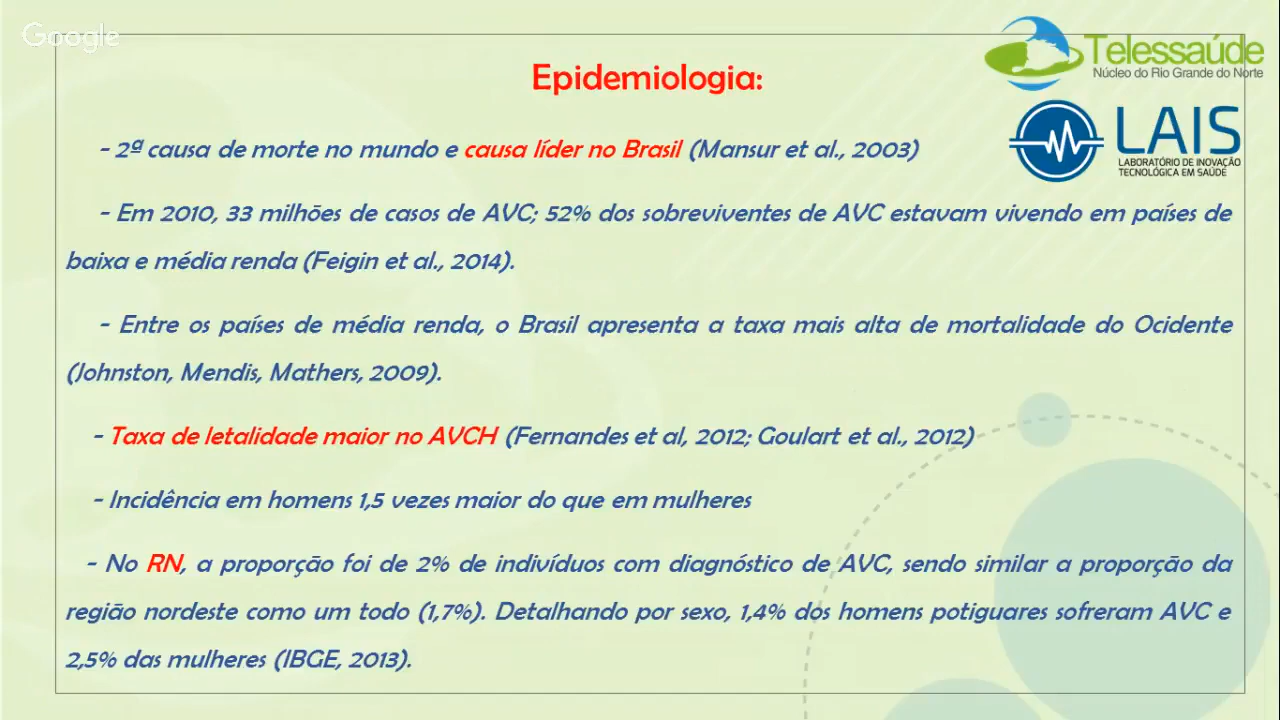 Google
Telessaúde
Núcleo do Rio Grande do Norte
LAIS
LABORATÓRIO DE INOVAÇÃO
TECNOLÓGICA EM SAÚDE
Epidemiologia:
- 2ª causa de morte no mundo e causa líder no Brasil (Mansur et al., 2003)
- Em 2010, 33 milhões de casos de AVC; 52% dos sobreviventes de AVC estavam vivendo em países de
baixa e média renda (Feigin et al., 2014).
- Entre os países de média renda, o Brasil apresenta a taxa mais alta de mortalidade do Ocidente
(Johnston, Mendis, Mathers, 2009).
- Taxa de letalidade maior no AVCH (Fernandes et al, 2012; Goulart et al., 2012)
- Incidência em homens 1,5 vezes maior do que em mulheres
- No RN, a proporção foi de 2% de indivíduos com diagnóstico de AVC, sendo similar a proporção da
região nordeste como um todo (1,7%). Detalhando por sexo, 1,4% dos homens potiguares sofreram AVC e
2,5% das mulheres (IBGE, 2013).